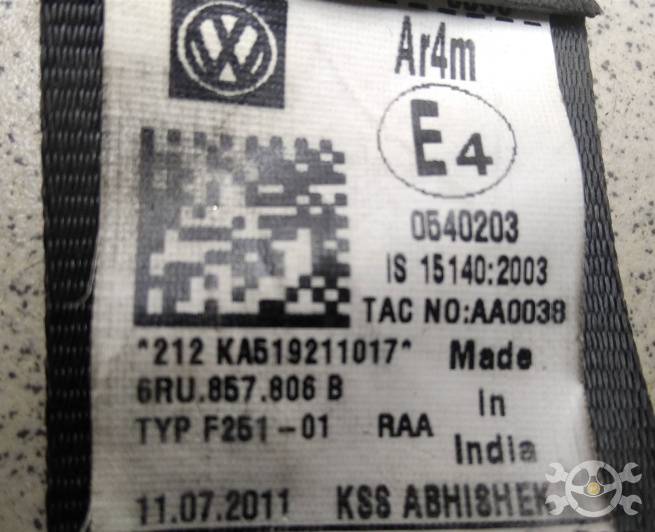 Ar4m
E4
0540203
IS 15140:2003
TAC NO:AA0038
*212 KA519211017*
Made
6RU.857.806 B
In
TYP F251-01 RAA
India
11.07.2011 KSS ABHISHEK